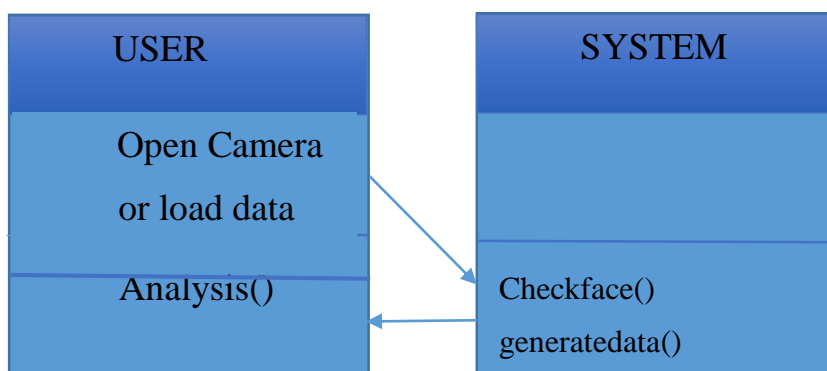 USER
Open Camera
or load data
Analysis()
SYSTEM
Checkface()
generatedata()